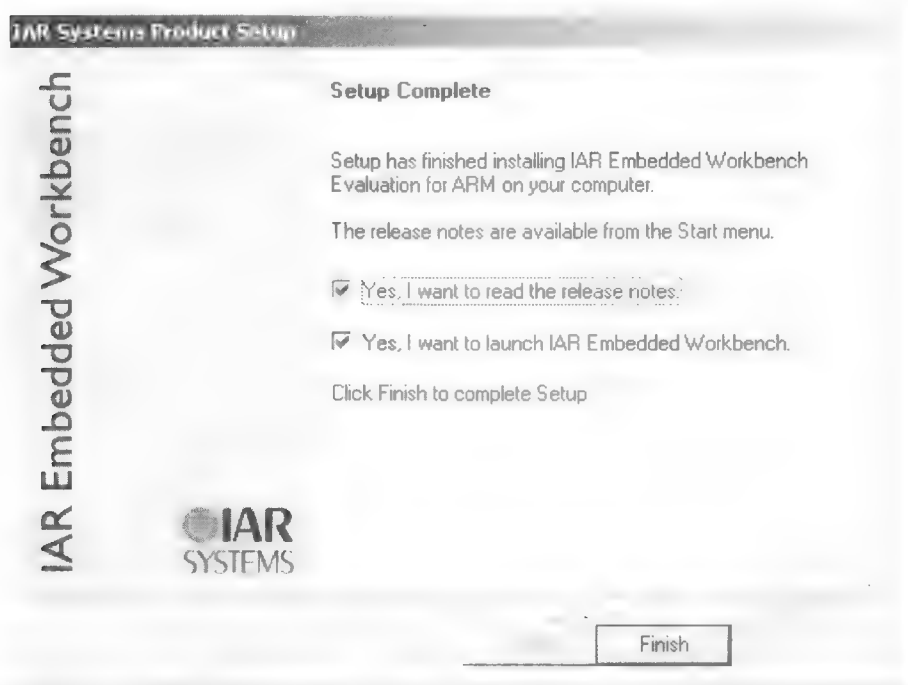 IAR Systems Product Setup
IAR Embedded Workbench
Setup Complete
Setup has finished installing IAR Embedded Workbench
Evaluation for ARM on your computer.
The release notes are available from the Start menu.
Yes, I want to read the release notes.
Yes, I want to launch IAR Embedded Workbench.
Click Finish to complete Setup
IAR
SYSTEMS
Finish